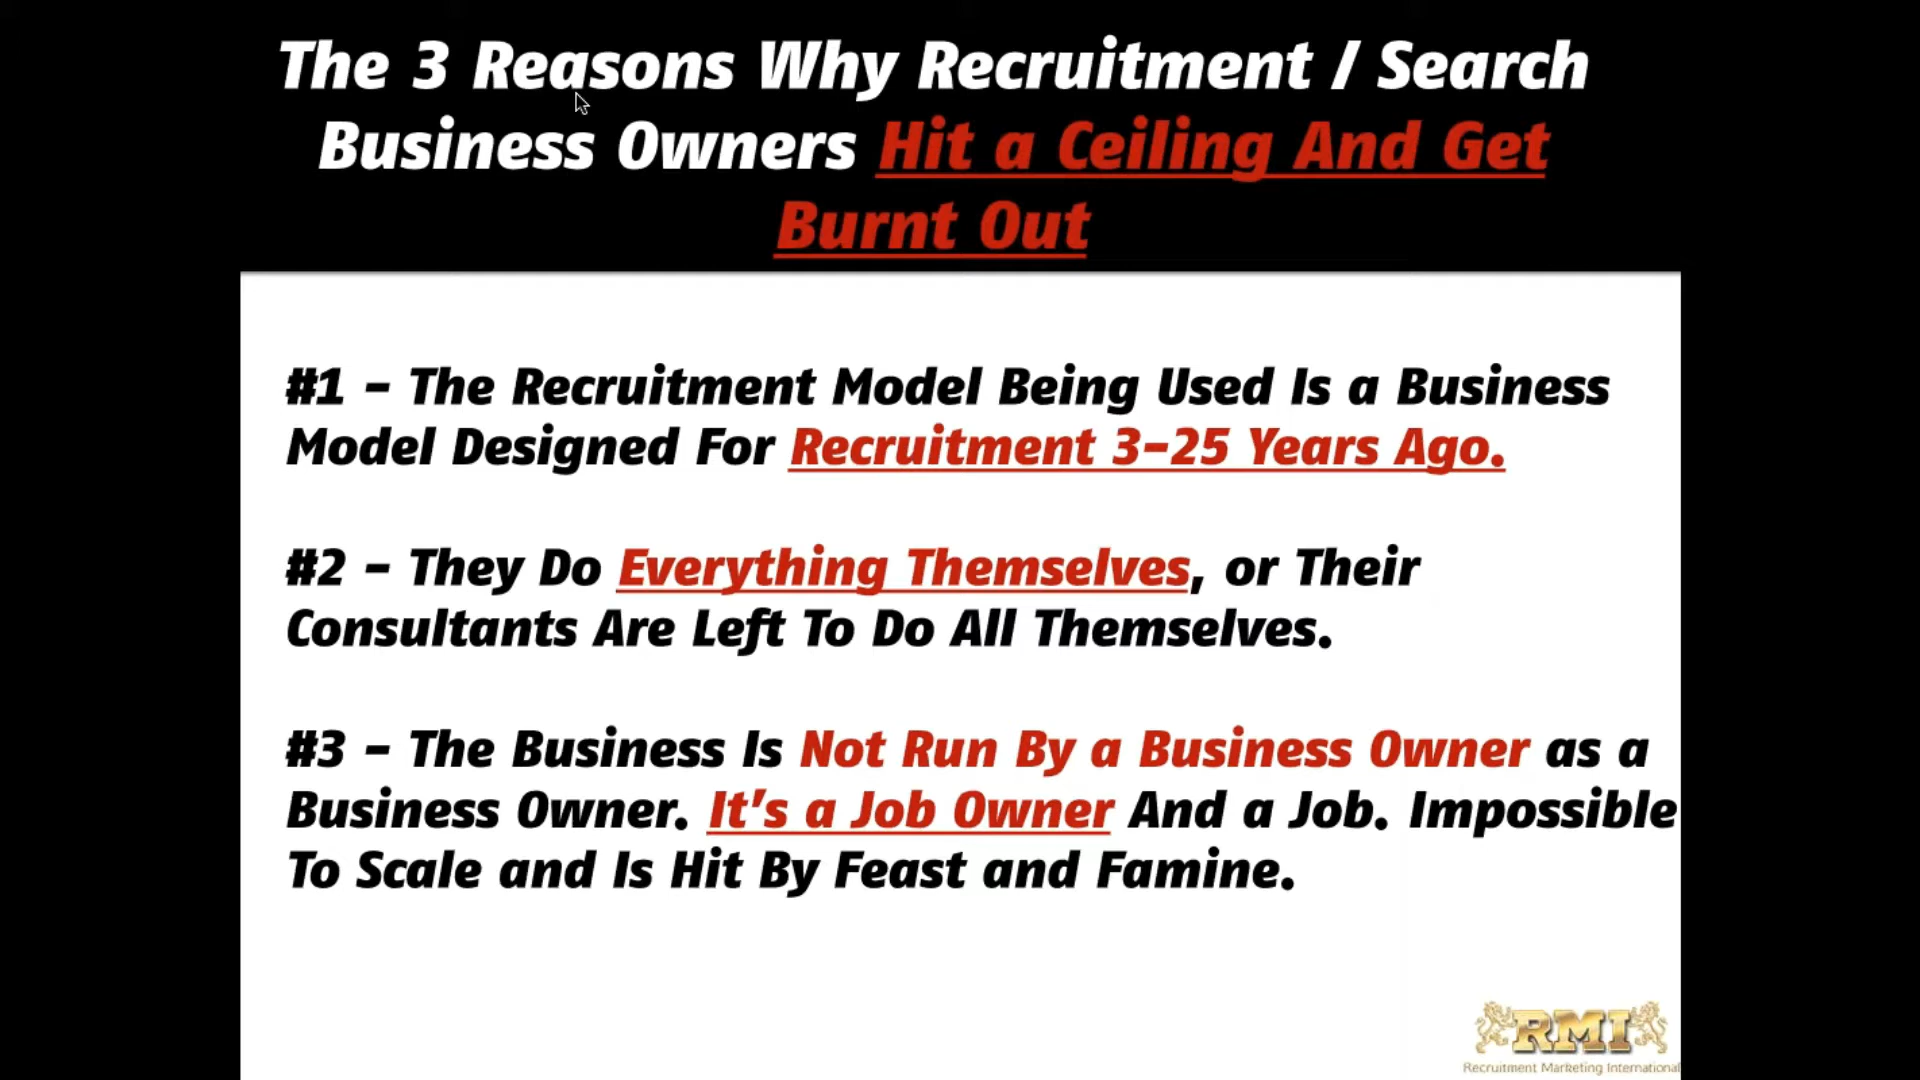 The 3 Reasons Why Recruitment / Search
Business Owners Hit a Ceiling And Get
Burnt Out
#1 – The Recruitment Model Being Used Is a Business
Model Designed For Recruitment 3–25 Years Ago.
#2 – They Do Everything Themselves, or Their
Consultants Are Left To Do All Themselves.
#3 – The Business Is Not Run By a Business Owner as a
Business Owner. It's a Job Owner And a Job. Impossible
To Scale and Is Hit By Feast and Famine.
RMI
Recruitment Marketing International